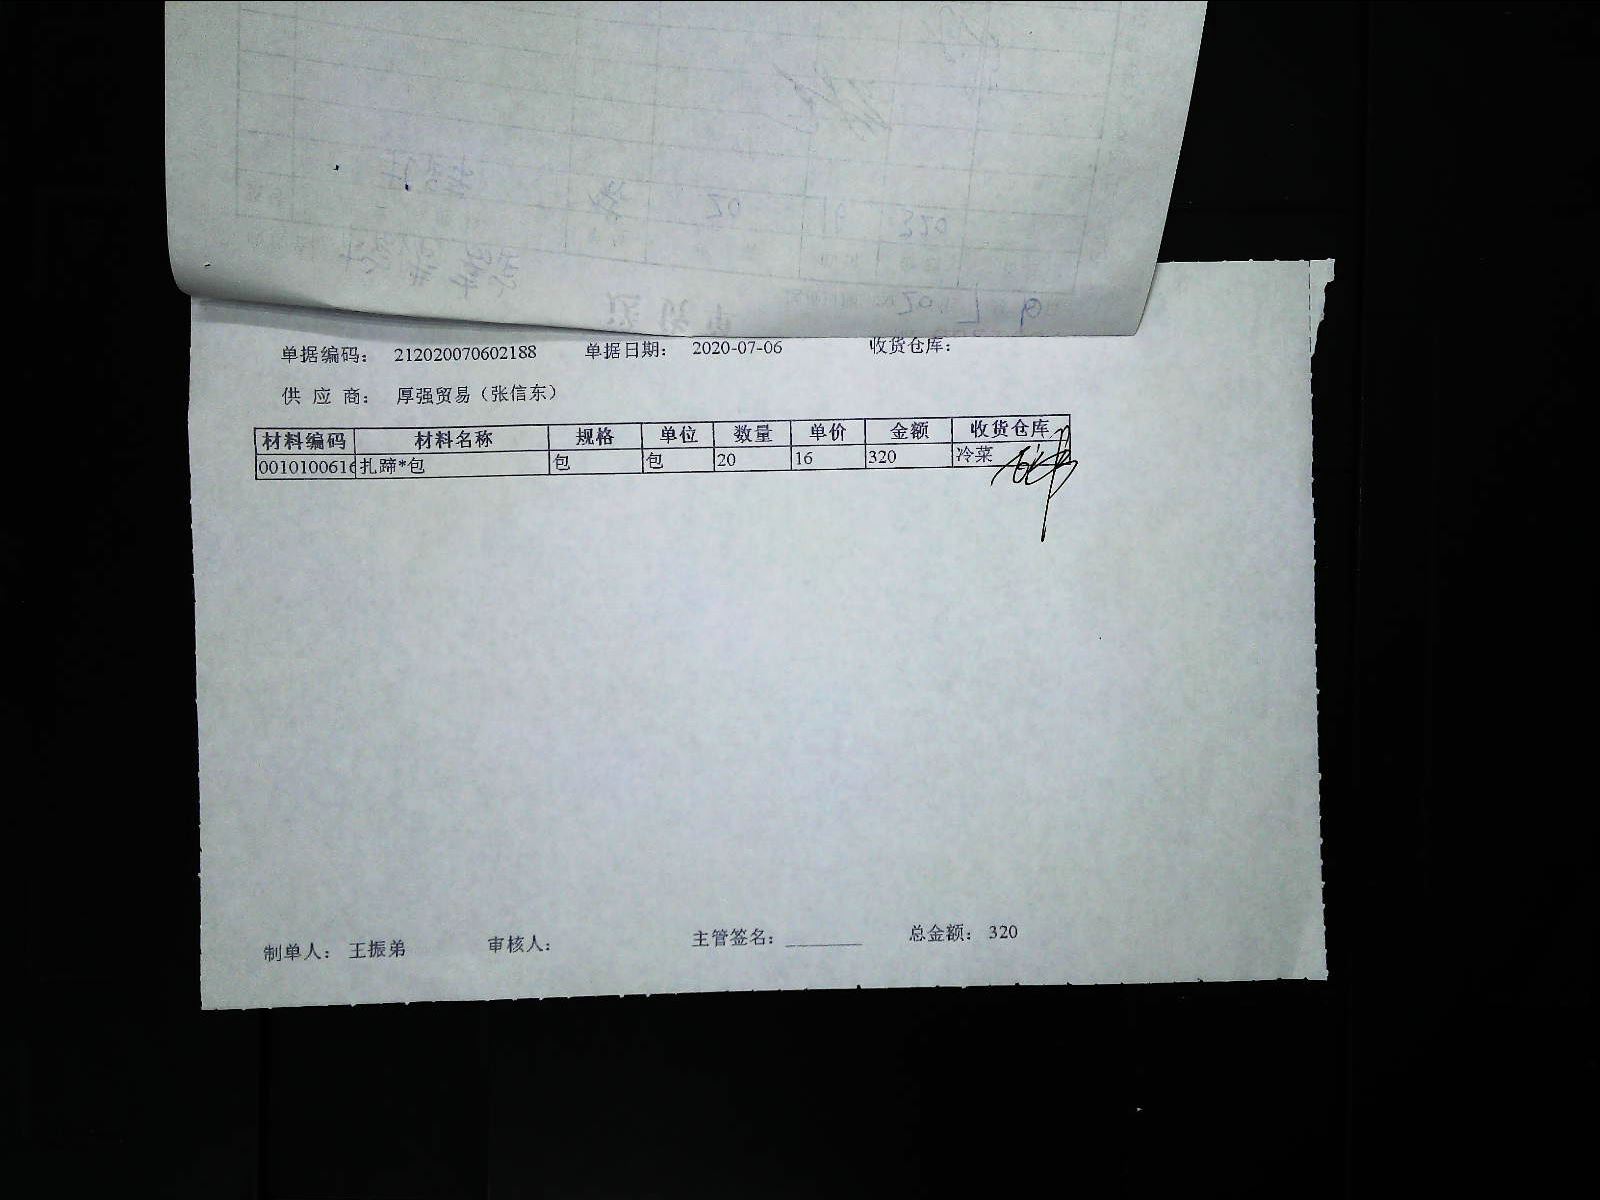 单据编码： 212020070602188 单据日期： 2020-07-06 收货仓库：
供 应 商： 厚强贸易（张信东）
材料编码 材料名称 规格 单位 数量 单价 金额 收货仓库
0010100616 扎蹄*包 包 包 20 16 320 冷菜
制单人： 王振弟 审核人： 主管签名：________ 总金额： 320